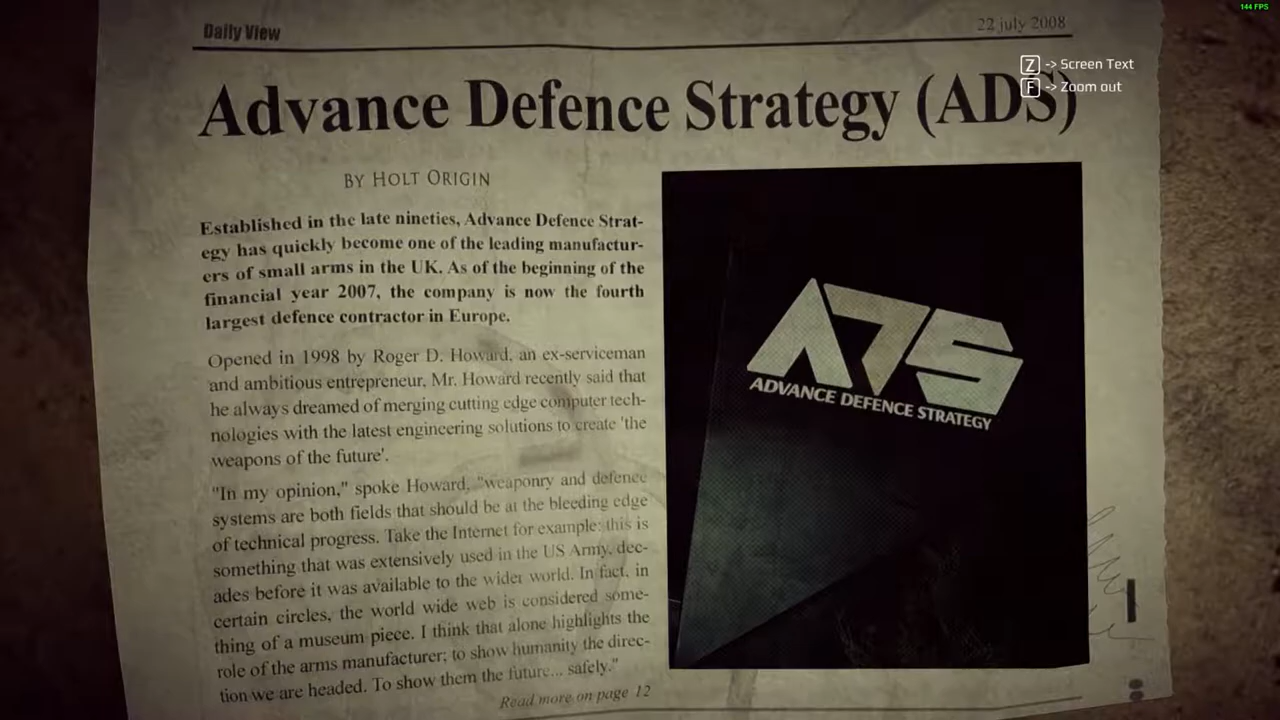 144 FPS
Daily View
22 july 2008
Z -> Screen Text
F -> Zoom out
Advance Defence Strategy (ADS)
BY HOLT ORIGIN
Established in the late nineties, Advance Defence Strat-
egy has quickly become one of the leading manufactur-
ers of small arms in the UK. As of the beginning of the
financial year 2007, the company is now the fourth
largest defence contractor in Europe.
Opened in 1998 by Roger D. Howard, an ex-serviceman
and ambitious entrepreneur, Mr. Howard recently said that
he always dreamed of merging cutting edge computer tech-
nologies with the latest engineering solutions to create 'the
weapons of the future'.
"In my opinion," spoke Howard, "weaponry and defence
systems are both fields that should be at the bleeding edge
of technical progress. Take the Internet for example: this is
something that was extensively used in the US Army, dec-
ades before it was available to the wider world. In fact, in
certain circles, the world wide web is considered some-
thing of a museum piece. I think that alone highlights the
role of the arms manufacturer; to show humanity the direc-
tion we are headed. To show them the future... safely."
Read more on page 12
A7S
ADVANCE DEFENCE STRATEGY